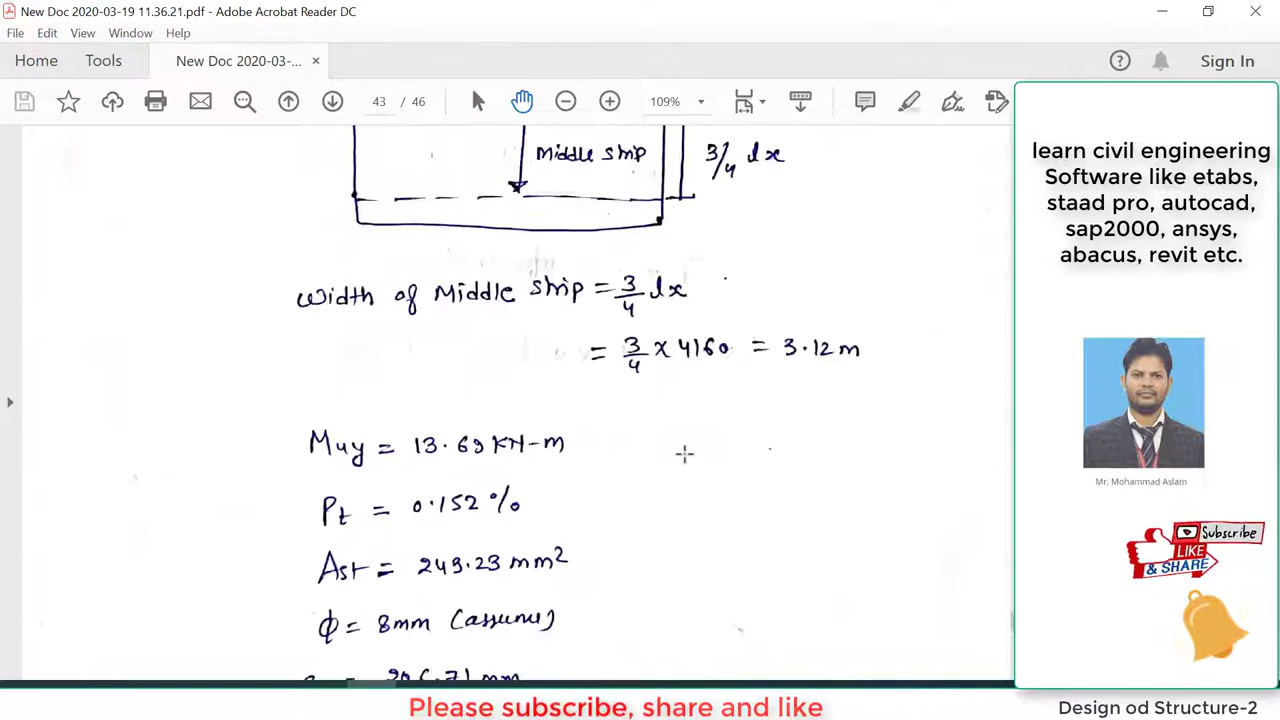 New Doc 2020-03-19 11.36.21.pdf - Adobe Acrobat Reader DC
File Edit View Window Help
Home Tools New Doc 2020-03-... × Sign In
43 / 46 109%
Middle ship 3/4 lx
Width of Middle ship = 3/4 lx
= 3/4 x 4160 = 3.12m
Muy = 13.69 KN-m
Pt = 0.152 %
Ast = 243.23 mm²
ϕ = 8mm (assume)
learn civil engineering
Software like etabs,
staad pro, autocad,
sap2000, ansys,
abacus, revit etc.
Mr. Mohammad Aslam
Subscribe
LIKE
& SHARE
Please subscribe, share and like
Design od Structure-2